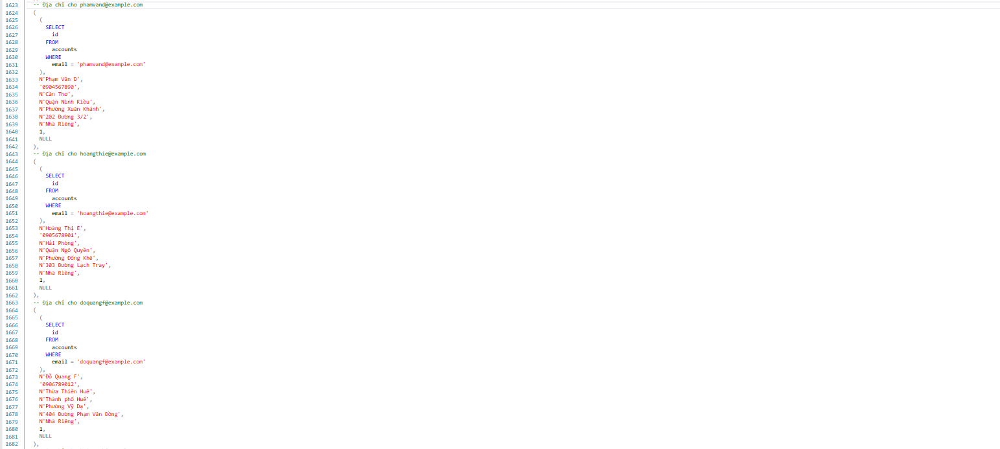 1623 -- Địa chỉ cho phamvand@example.com
1624 (
1625 (
1626 SELECT
1627 id
1628 FROM
1629 accounts
1630 WHERE
1631 email = 'phamvand@example.com'
1632 ),
1633 N'Phạm Văn D',
1634 '0904567890',
1635 N'Cần Thơ',
1636 N'Quận Ninh Kiều',
1637 N'Phường Xuân Khánh',
1638 N'202 Đường 3/2',
1639 N'Nhà Riêng',
1640 1,
1641 NULL
1642 ),
1643 -- Địa chỉ cho hoangthie@example.com
1644 (
1645 (
1646 SELECT
1647 id
1648 FROM
1649 accounts
1650 WHERE
1651 email = 'hoangthie@example.com'
1652 ),
1653 N'Hoàng Thị E',
1654 '0905678901',
1655 N'Hải Phòng',
1656 N'Quận Ngô Quyền',
1657 N'Phường Đông Khê',
1658 N'303 Đường Lạch Tray',
1659 N'Nhà Riêng',
1660 1,
1661 NULL
1662 ),
1663 -- Địa chỉ cho doquangf@example.com
1664 (
1665 (
1666 SELECT
1667 id
1668 FROM
1669 accounts
1670 WHERE
1671 email = 'doquangf@example.com'
1672 ),
1673 N'Đỗ Quang F',
1674 '0906789012',
1675 N'Thừa Thiên Huế',
1676 N'Thành phố Huế',
1677 N'Phường Vỹ Dạ',
1678 N'404 Đường Phạm Văn Đồng',
1679 N'Nhà Riêng',
1680 1,
1681 NULL
1682 ),